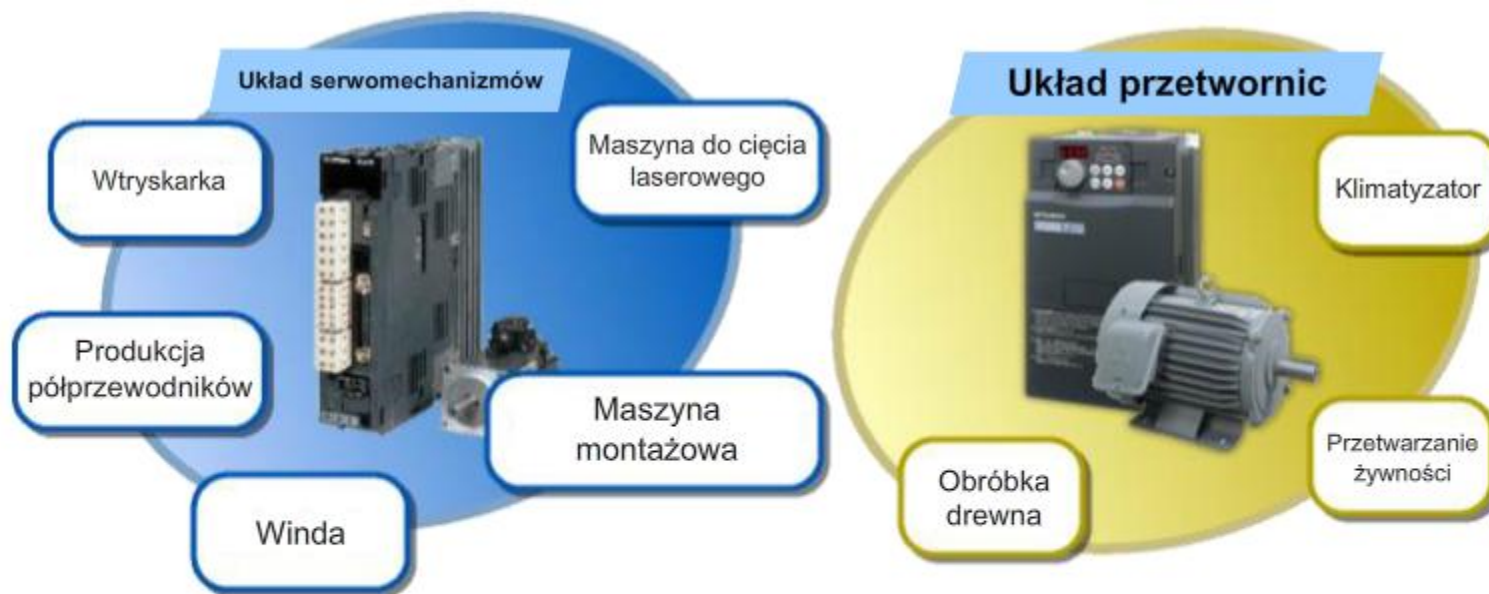 Układ serwomechanizmów
Wtryskarka
Maszyna do cięcia
laserowego
Produkcja
półprzewodników
Maszyna
montażowa
Winda
Układ przetwornic
Klimatyzator
Przetwarzanie
żywności
Obróbka
drewna